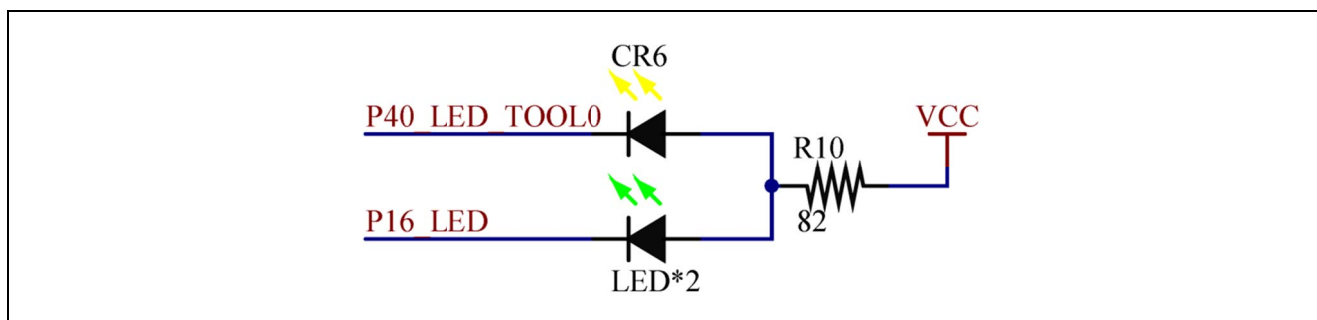 CR6
P40_LED_TOOL0
VCC
R10
82
P16_LED
LED*2